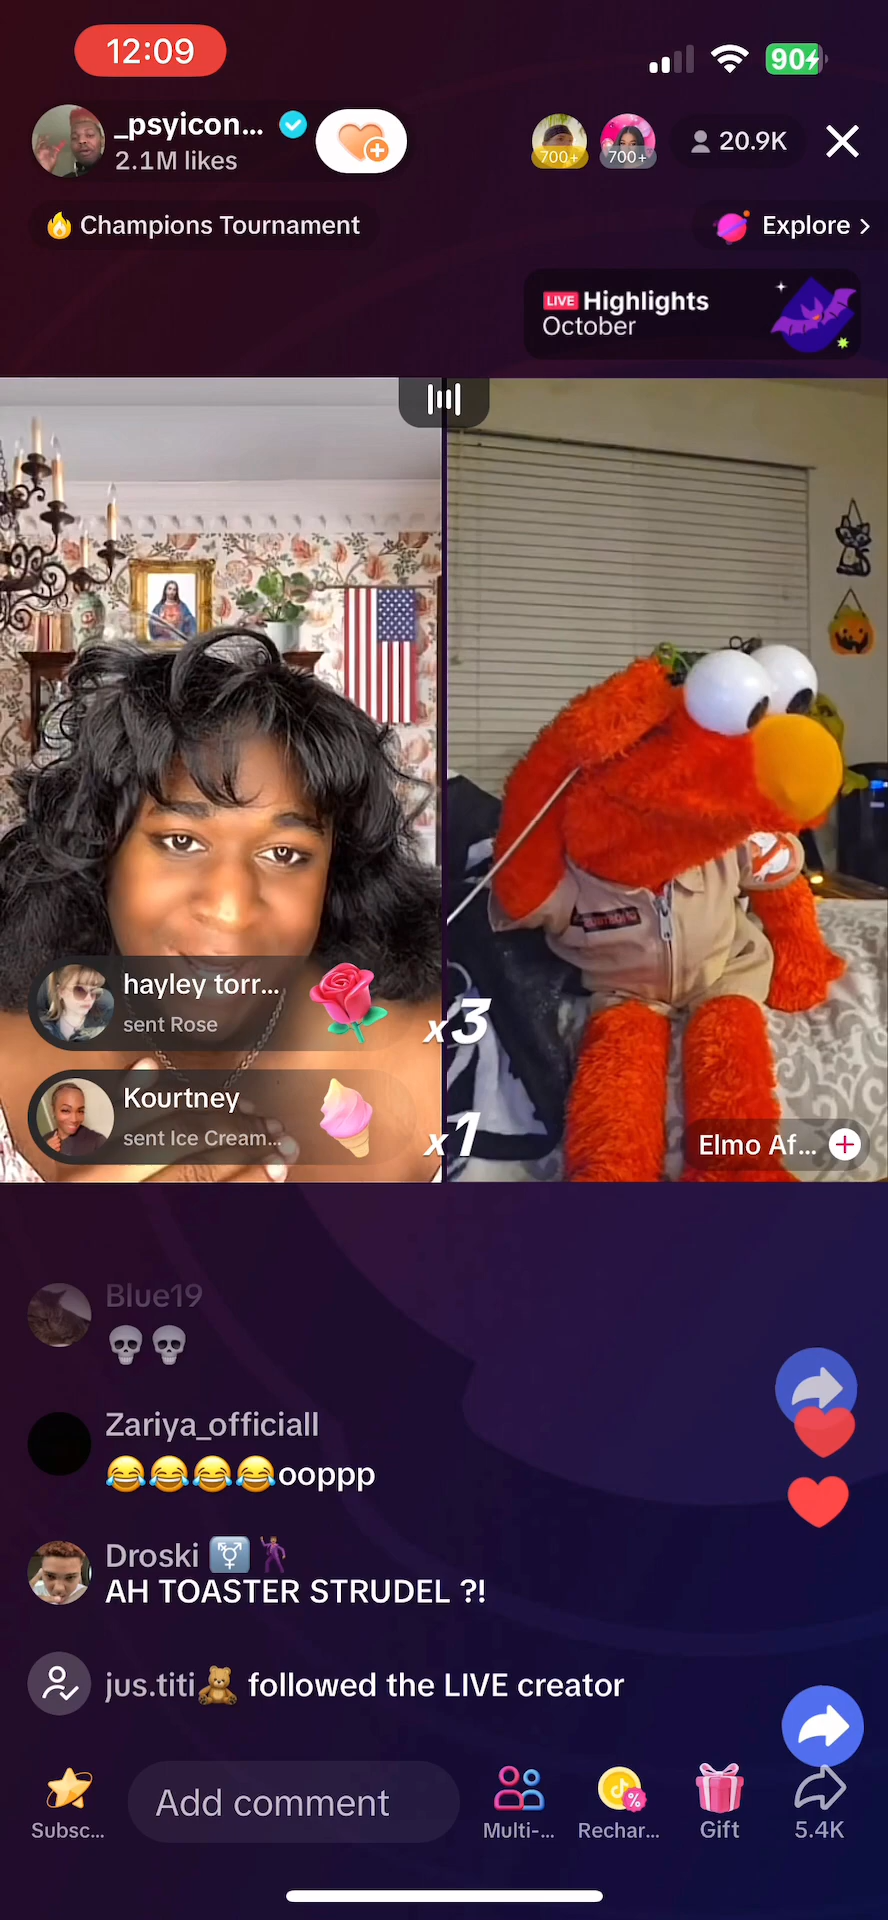 12:09
90
_psyicon...
2.1M likes
700+
700+
20.9K
Champions Tournament
Explore >
LIVE Highlights
October
hayley torr...
sent Rose
x3
Kourtney
sent Ice Cream...
x1
Elmo Af...
Blue19
💀💀
Zariya_officiall
😂😂😂😂ooppp
Droski ⚧️🕺🏾
AH TOASTER STRUDEL ?!
jus.titi🧸 followed the LIVE creator
Subsc...
Add comment
Multi-...
Rechar...
Gift
5.4K